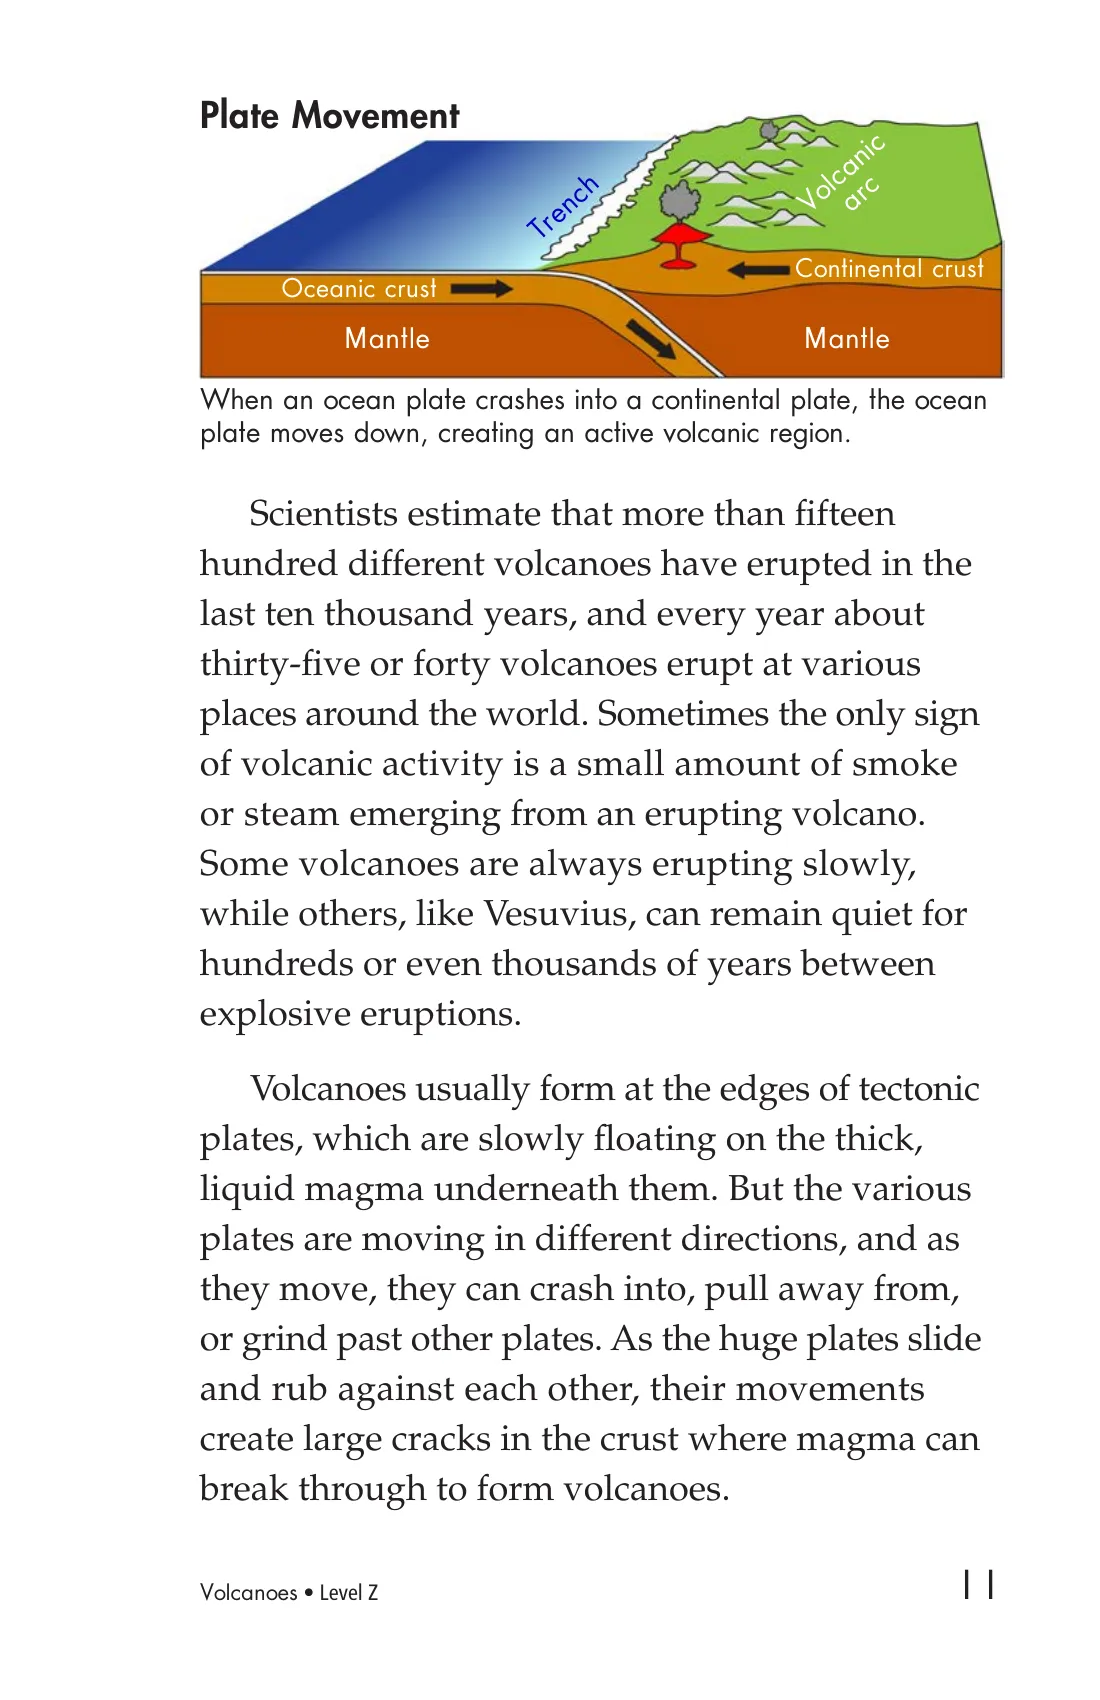 Plate Movement
Trench
Volcanic
arc
Oceanic crust
Continental crust
Mantle
Mantle
When an ocean plate crashes into a continental plate, the ocean
plate moves down, creating an active volcanic region.
Scientists estimate that more than fifteen
hundred different volcanoes have erupted in the
last ten thousand years, and every year about
thirty-five or forty volcanoes erupt at various
places around the world. Sometimes the only sign
of volcanic activity is a small amount of smoke
or steam emerging from an erupting volcano.
Some volcanoes are always erupting slowly,
while others, like Vesuvius, can remain quiet for
hundreds or even thousands of years between
explosive eruptions.
Volcanoes usually form at the edges of tectonic
plates, which are slowly floating on the thick,
liquid magma underneath them. But the various
plates are moving in different directions, and as
they move, they can crash into, pull away from,
or grind past other plates. As the huge plates slide
and rub against each other, their movements
create large cracks in the crust where magma can
break through to form volcanoes.
Volcanoes • Level Z
11